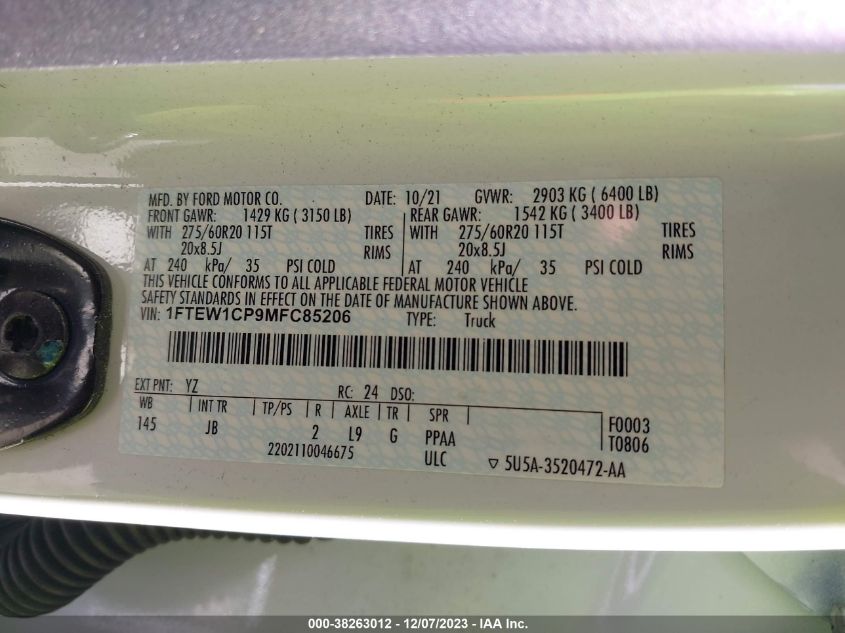 MFD. BY FORD MOTOR CO. DATE: 10/21 GVWR: 2903 KG ( 6400 LB)
FRONT GAWR: 1429 KG ( 3150 LB) REAR GAWR: 1542 KG ( 3400 LB)
WITH 275/60R20 115T TIRES WITH 275/60R20 115T TIRES
20x8.5J RIMS 20x8.5J RIMS
AT 240 kPa/ 35 PSI COLD AT 240 kPa/ 35 PSI COLD
THIS VEHICLE CONFORMS TO ALL APPLICABLE FEDERAL MOTOR VEHICLE
SAFETY STANDARDS IN EFFECT ON THE DATE OF MANUFACTURE SHOWN ABOVE.
VIN: 1FTEW1CP9MFC85206 TYPE: Truck
EXT PNT: YZ RC: 24 DSO:
WB INT TR TP/PS R AXLE TR SPR F0003
145 JB 2 L9 G PPAA T0806
2202110046675 ULC 5U5A-3520472-AA
000-38263012 - 12/07/2023 - IAA Inc.